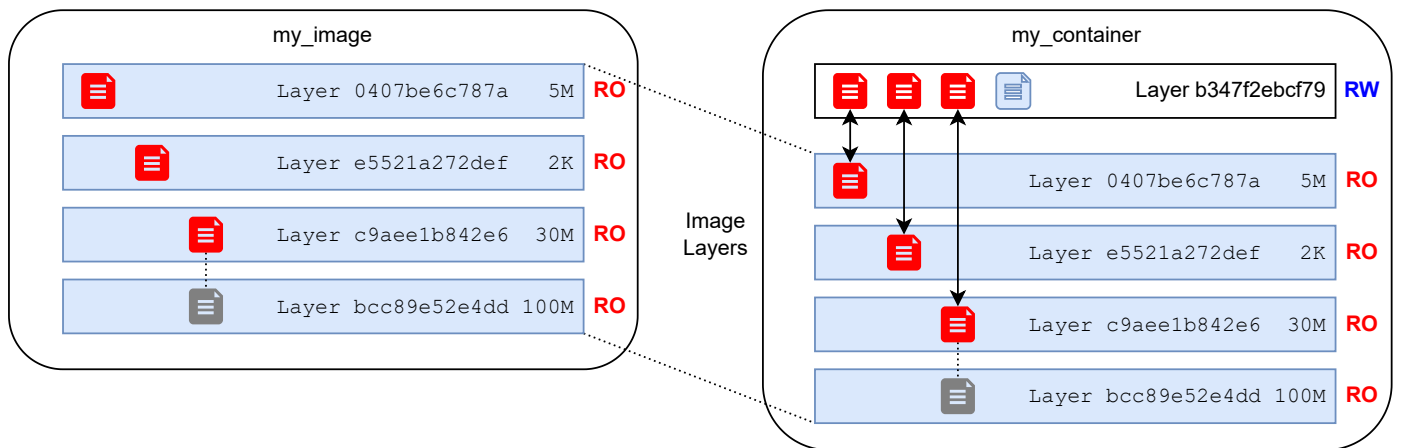 my_image
Layer 0407be6c787a 5M RO
Layer e5521a272def 2K RO
Layer c9aee1b842e6 30M RO
Layer bcc89e52e4dd 100M RO
Image
Layers
my_container
Layer b347f2ebcf79 RW
Layer 0407be6c787a 5M RO
Layer e5521a272def 2K RO
Layer c9aee1b842e6 30M RO
Layer bcc89e52e4dd 100M RO